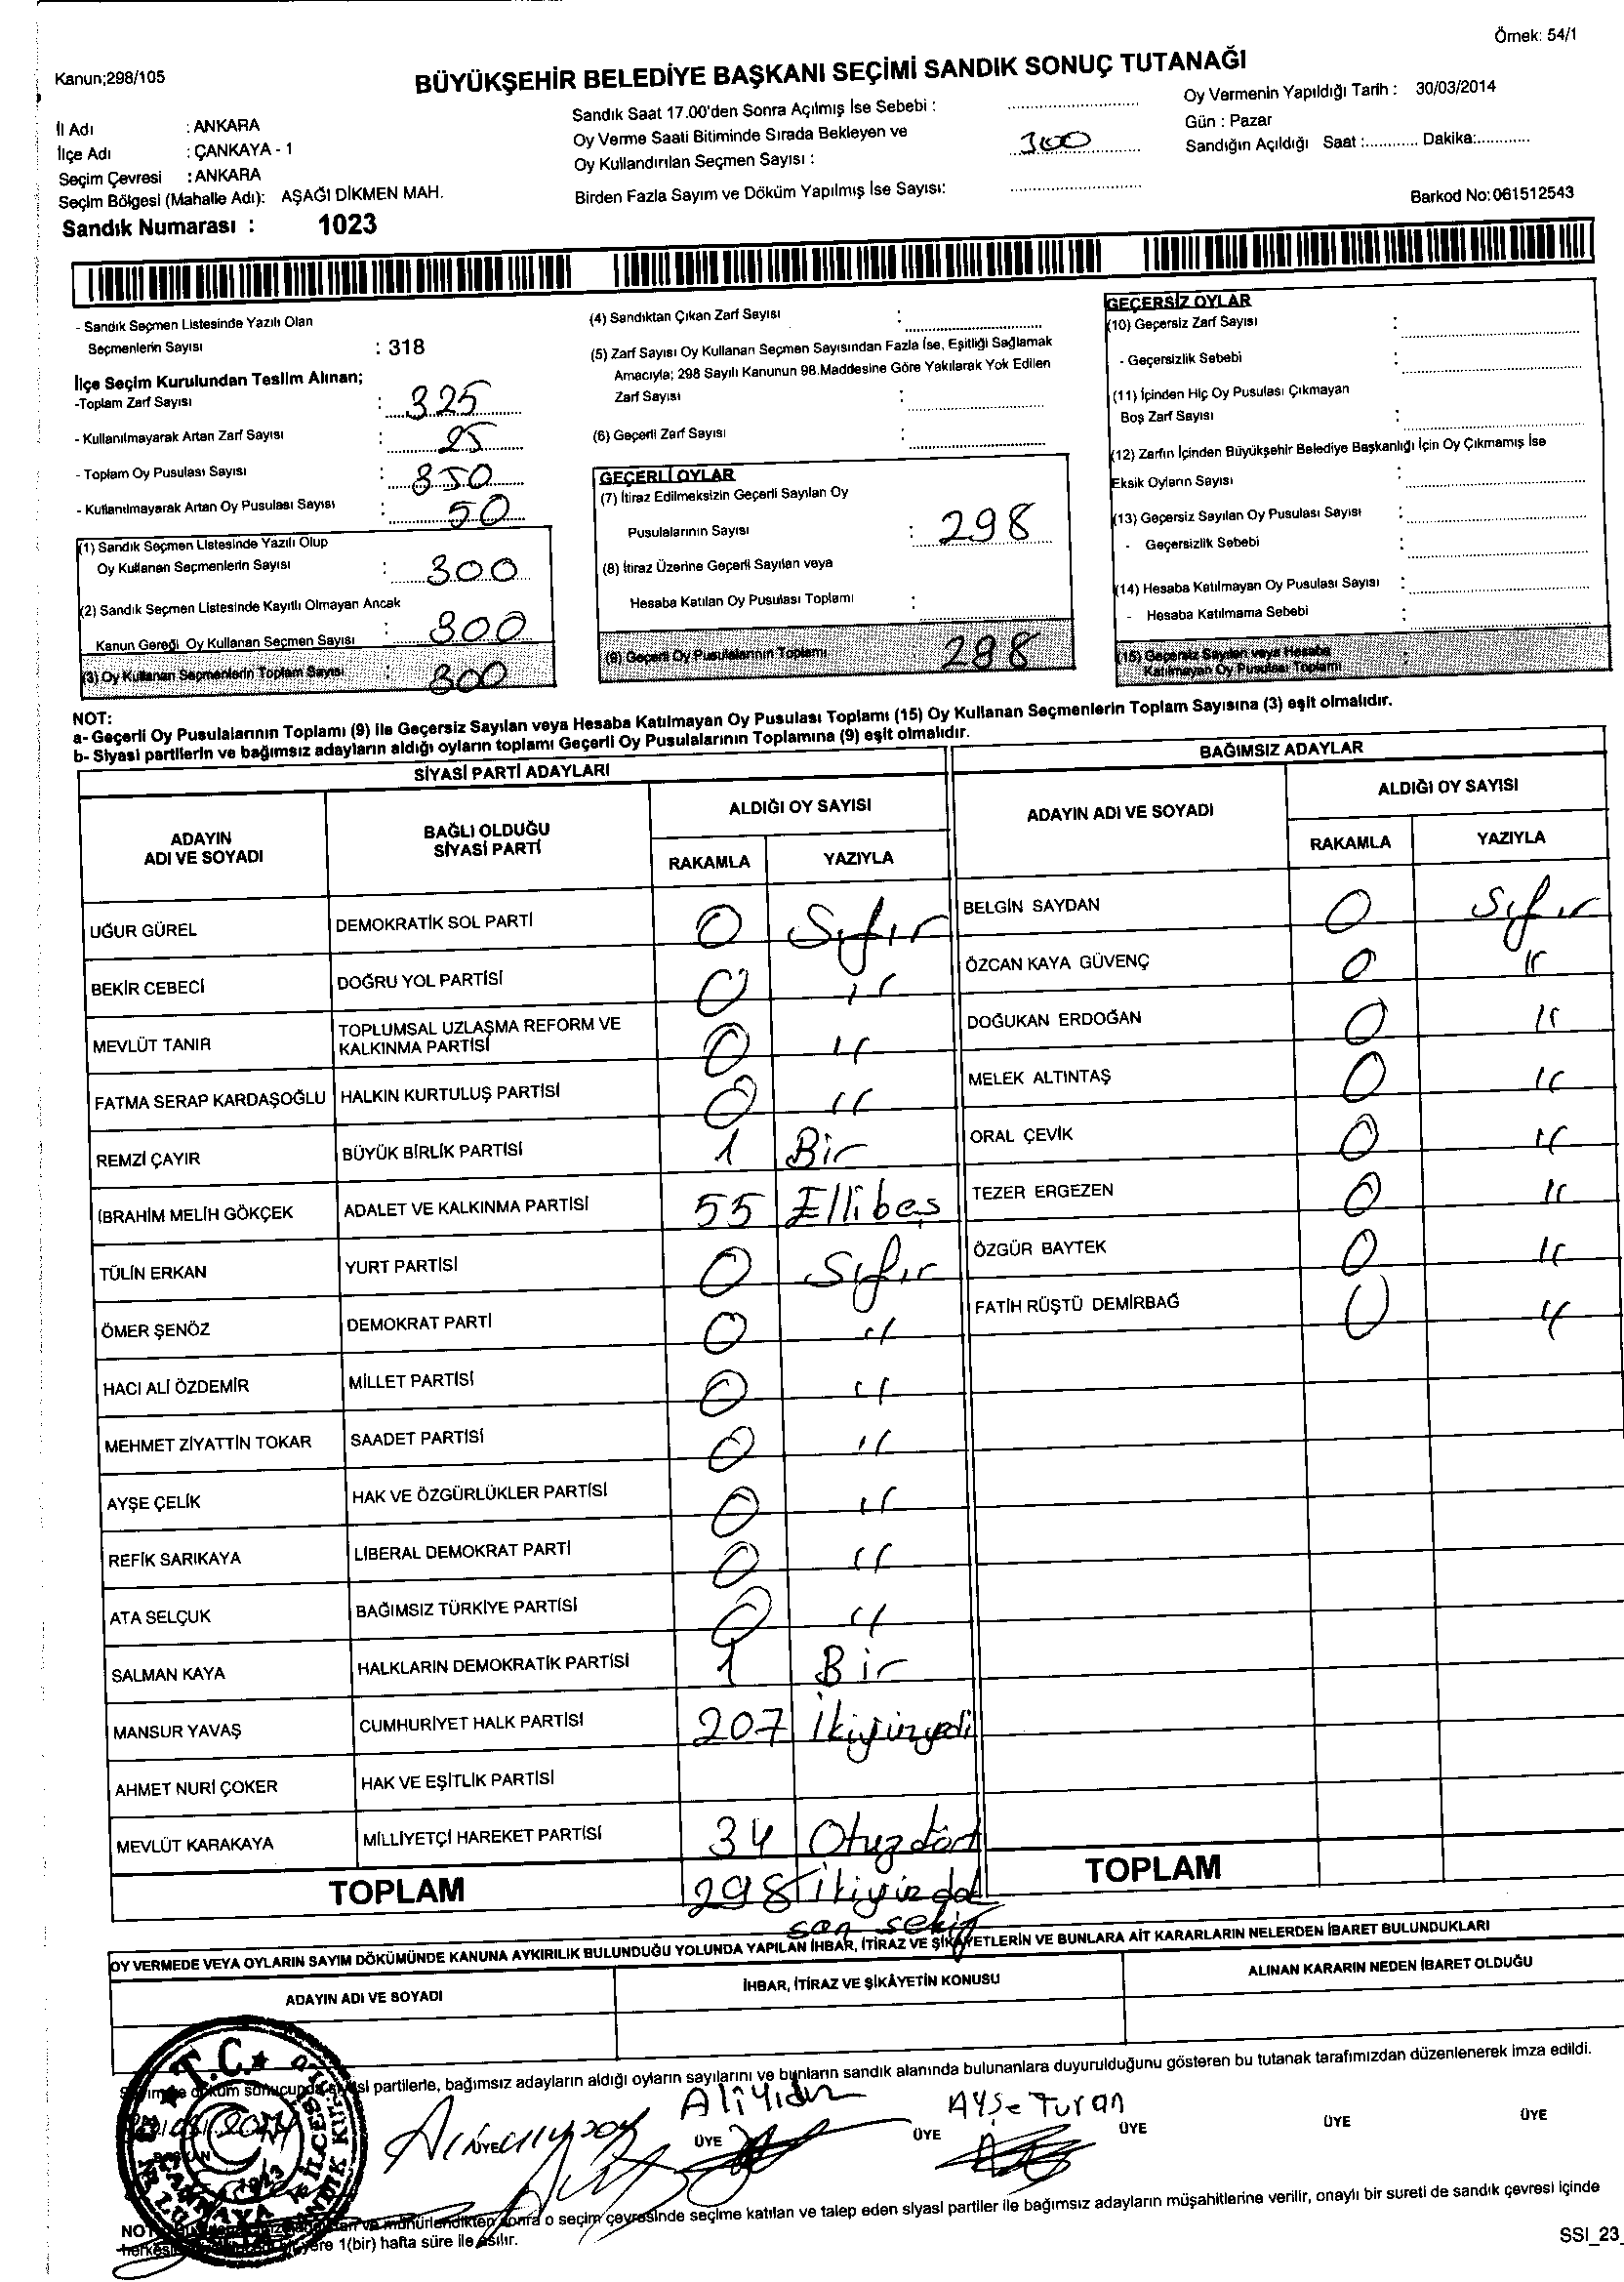 Örnek: 54/1
Kanun;298/105
BÜYÜKŞEHİR BELEDİYE BAŞKANI SEÇİMİ SANDIK SONUÇ TUTANAĞI
İl Adı : ANKARA
İlçe Adı : ÇANKAYA - 1
Seçim Çevresi : ANKARA
Seçim Bölgesi (Mahalle Adı): AŞAĞI DİKMEN MAH.
Sandık Numarası : 1023
Sandık Saat 17.00'den Sonra Açılmış İse Sebebi :
Oy Verme Saati Bitiminde Sırada Bekleyen ve
Oy Kullandırılan Seçmen Sayısı : 300
Birden Fazla Sayım ve Döküm Yapılmış İse Sayısı:
Oy Vermenin Yapıldığı Tarih : 30/03/2014
Gün : Pazar
Sandığın Açıldığı Saat :............ Dakika:............
Barkod No:061512543
- Sandık Seçmen Listesinde Yazılı Olan
Seçmenlerin Sayısı : 318
İlçe Seçim Kurulundan Teslim Alınan;
-Toplam Zarf Sayısı : 325
- Kullanılmayarak Artan Zarf Sayısı : 25
- Toplam Oy Pusulası Sayısı : 350
- Kullanılmayarak Artan Oy Pusulası Sayısı : 50
(1) Sandık Seçmen Listesinde Yazılı Olup
Oy Kullanan Seçmenlerin Sayısı : 300
(2) Sandık Seçmen Listesinde Kayıtlı Olmayan Ancak
Kanun Gereği Oy Kullanan Seçmen Sayısı : 300
(3) Oy Kullanan Seçmenlerin Toplam Sayısı : 300
(4) Sandıktan Çıkan Zarf Sayısı :
(5) Zarf Sayısı Oy Kullanan Seçmen Sayısından Fazla İse, Eşitliği Sağlamak
Amacıyla; 298 Sayılı Kanunun 98.Maddesine Göre Yakılarak Yok Edilen
Zarf Sayısı :
(6) Geçerli Zarf Sayısı :
GEÇERLİ OYLAR
(7) İtiraz Edilmeksizin Geçerli Sayılan Oy
Pusulalarının Sayısı : 298
(8) İtiraz Üzerine Geçerli Sayılan veya
Hesaba Katılan Oy Pusulası Toplamı :
(9) Geçerli Oy Pusulalarının Toplamı : 298
GEÇERSİZ OYLAR
(10) Geçersiz Zarf Sayısı :
- Geçersizlik Sebebi :
(11) İçinden Hiç Oy Pusulası Çıkmayan
Boş Zarf Sayısı :
(12) Zarfın İçinden Büyükşehir Belediye Başkanlığı İçin Oy Çıkmamış İse
Eksik Oyların Sayısı :
(13) Geçersiz Sayılan Oy Pusulası Sayısı :
- Geçersizlik Sebebi :
(14) Hesaba Katılmayan Oy Pusulası Sayısı :
- Hesaba Katılmama Sebebi :
(15) Geçersiz Sayılan veya Hesaba
Katılmayan Oy Pusulası Toplamı :
NOT:
a- Geçerli Oy Pusulalarının Toplamı (9) ile Geçersiz Sayılan veya Hesaba Katılmayan Oy Pusulası Toplamı (15) Oy Kullanan Seçmenlerin Toplam Sayısına (3) eşit olmalıdır.
b- Siyasi partilerin ve bağımsız adayların aldığı oyların toplamı Geçerli Oy Pusulalarının Toplamına (9) eşit olmalıdır.
SİYASİ PARTİ ADAYLARI
ADAYIN ADI VE SOYADI
BAĞLI OLDUĞU SİYASİ PARTİ
ALDIĞI OY SAYISI
RAKAMLA YAZIYLA
UĞUR GÜREL DEMOKRATİK SOL PARTİ 0 Sıfır
BEKİR CEBECİ DOĞRU YOL PARTİSİ 0 "
MEVLÜT TANIR TOPLUMSAL UZLAŞMA REFORM VE KALKINMA PARTİSİ 0 "
FATMA SERAP KARDAŞOĞLU HALKIN KURTULUŞ PARTİSİ 0 "
REMZİ ÇAYIR BÜYÜK BİRLİK PARTİSİ 1 Bir
İBRAHİM MELİH GÖKÇEK ADALET VE KALKINMA PARTİSİ 55 Ellibeş
TÜLİN ERKAN YURT PARTİSİ 0 Sıfır
ÖMER ŞENÖZ DEMOKRAT PARTİ 0 "
HACI ALİ ÖZDEMİR MİLLET PARTİSİ 0 "
MEHMET ZİYATTİN TOKAR SAADET PARTİSİ 0 "
AYŞE ÇELİK HAK VE ÖZGÜRLÜKLER PARTİSİ 0 "
REFİK SARIKAYA LİBERAL DEMOKRAT PARTİ 0 "
ATA SELÇUK BAĞIMSIZ TÜRKİYE PARTİSİ 0 "
SALMAN KAYA HALKLARIN DEMOKRATİK PARTİSİ 1 Bir
MANSUR YAVAŞ CUMHURİYET HALK PARTİSİ 207 İkiyüzyedi
AHMET NURİ ÇOKER HAK VE EŞİTLİK PARTİSİ
MEVLÜT KARAKAYA MİLLİYETÇİ HAREKET PARTİSİ 34 Otuzdört
TOPLAM 298 İkiyüzdok
san sekiz
BAĞIMSIZ ADAYLAR
ADAYIN ADI VE SOYADI
ALDIĞI OY SAYISI
RAKAMLA YAZIYLA
BELGİN SAYDAN 0 Sıfır
ÖZCAN KAYA GÜVENÇ 0 "
DOĞUKAN ERDOĞAN 0 "
MELEK ALTINTAŞ 0 "
ORAL ÇEVİK 0 "
TEZER ERGEZEN 0 "
ÖZGÜR BAYTEK 0 "
FATİH RÜŞTÜ DEMİRBAĞ 0 "
TOPLAM
OY VERMEDE VEYA OYLARIN SAYIM DÖKÜMÜNDE KANUNA AYKIRILIK BULUNDUĞU YOLUNDA YAPILAN İHBAR, İTİRAZ VE ŞİKAYETLERİN VE BUNLARA AİT KARARLARIN NELERDEN İBARET BULUNDUKLARI
ADAYIN ADI VE SOYADI
İHBAR, İTİRAZ VE ŞİKÂYETİN KONUSU
ALINAN KARARIN NEDEN İBARET OLDUĞU
partilerle, bağımsız adayların aldığı oyların sayılarını ve bunların sandık alanında bulunanlara duyurulduğunu gösteren bu tutanak tarafımızdan düzenlenerek imza edildi.
T.C.
Ayşe Turan
ÜYE ÜYE ÜYE ÜYE ÜYE ÜYE
ve mühürlendikten sonra o seçim çevresinde seçime katılan ve talep eden siyasi partiler ile bağımsız adayların müşahitlerine verilir, onaylı bir sureti de sandık çevresi içinde
yere 1(bir) hafta süre ile asılır.
SSI_23_